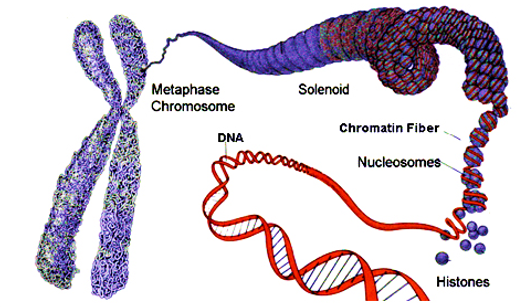 Metaphase
Chromosome
Solenoid
Chromatin Fiber
DNA
Nucleosomes
Histones